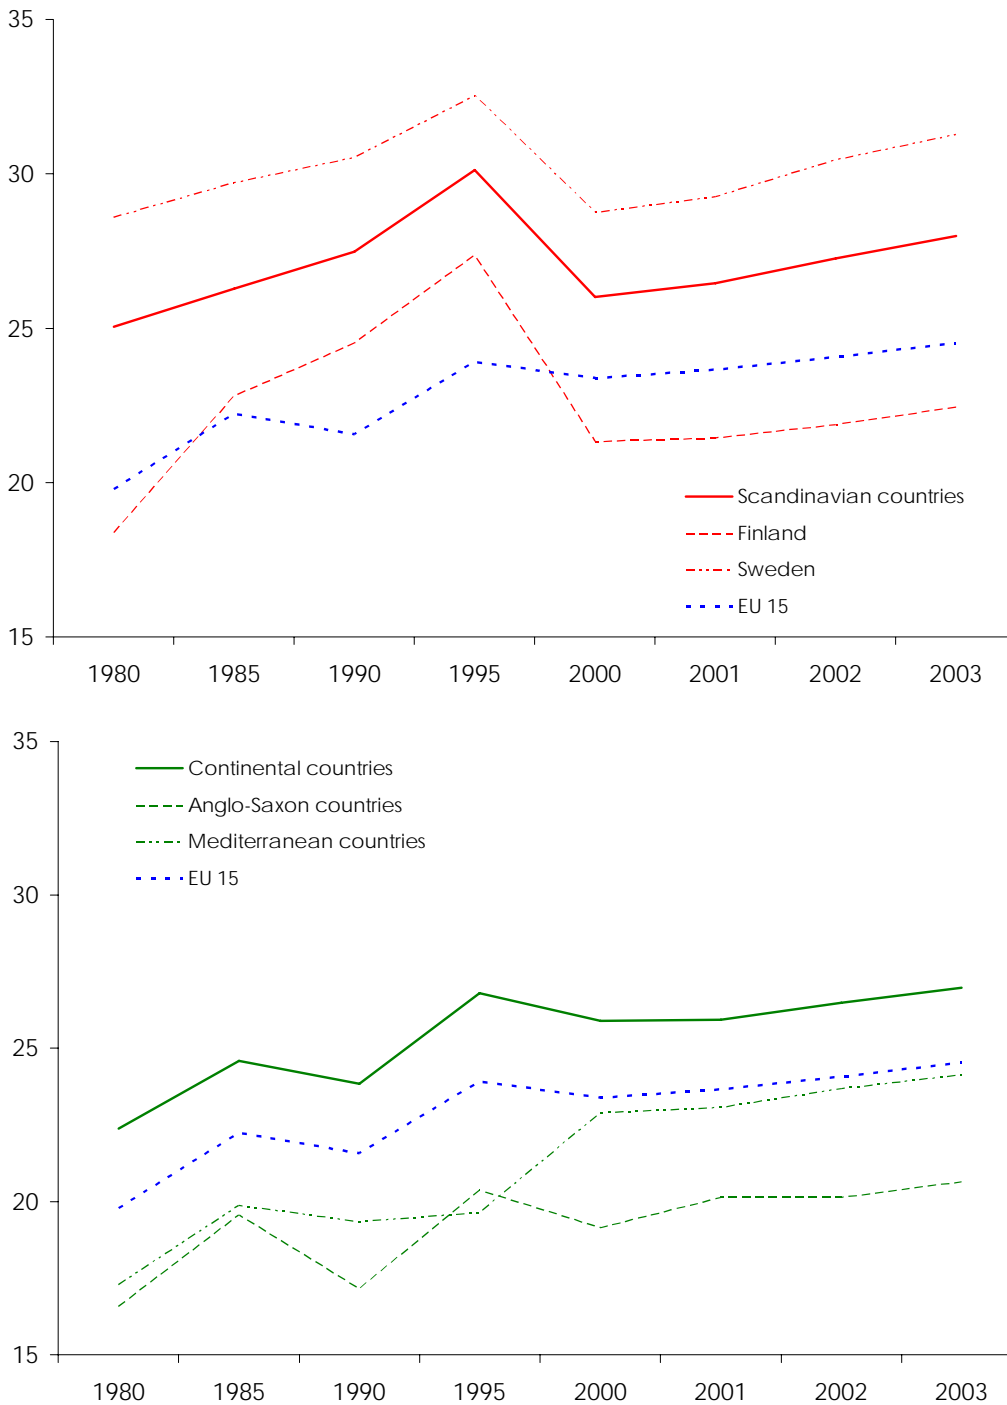 35
30
25
20
15
Scandinavian countries
Finland
Sweden
EU 15
1980 1985 1990 1995 2000 2001 2002 2003
35
30
25
20
15
Continental countries
Anglo-Saxon countries
Mediterranean countries
EU 15
1980 1985 1990 1995 2000 2001 2002 2003